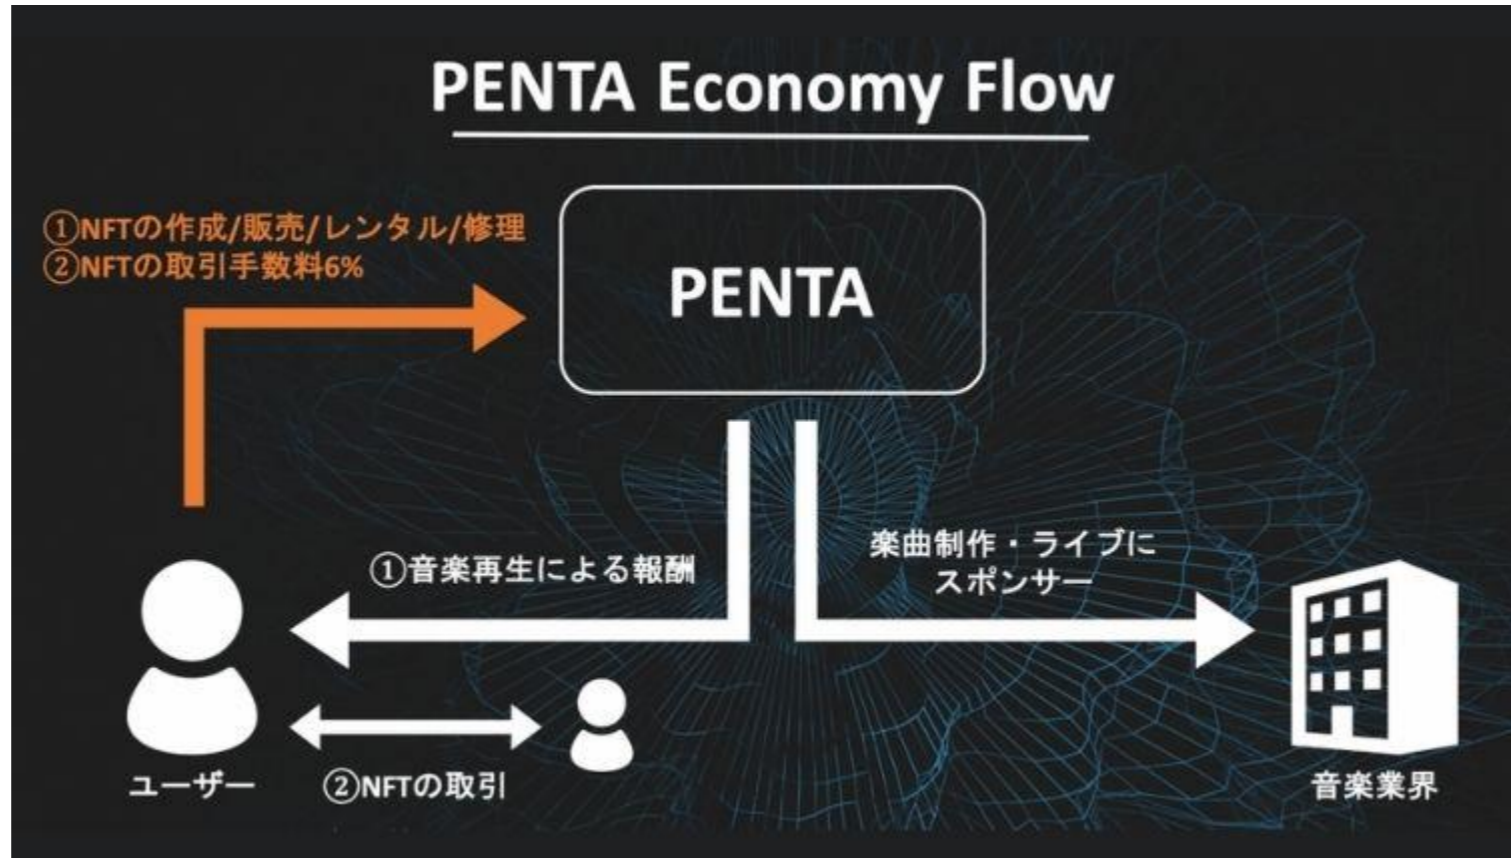 PENTA Economy Flow
①NFTの作成/販売/レンタル/修理
②NFTの取引手数料6%
PENTA
①音楽再生による報酬
楽曲制作・ライブに
スポンサー
ユーザー
②NFTの取引
音楽業界